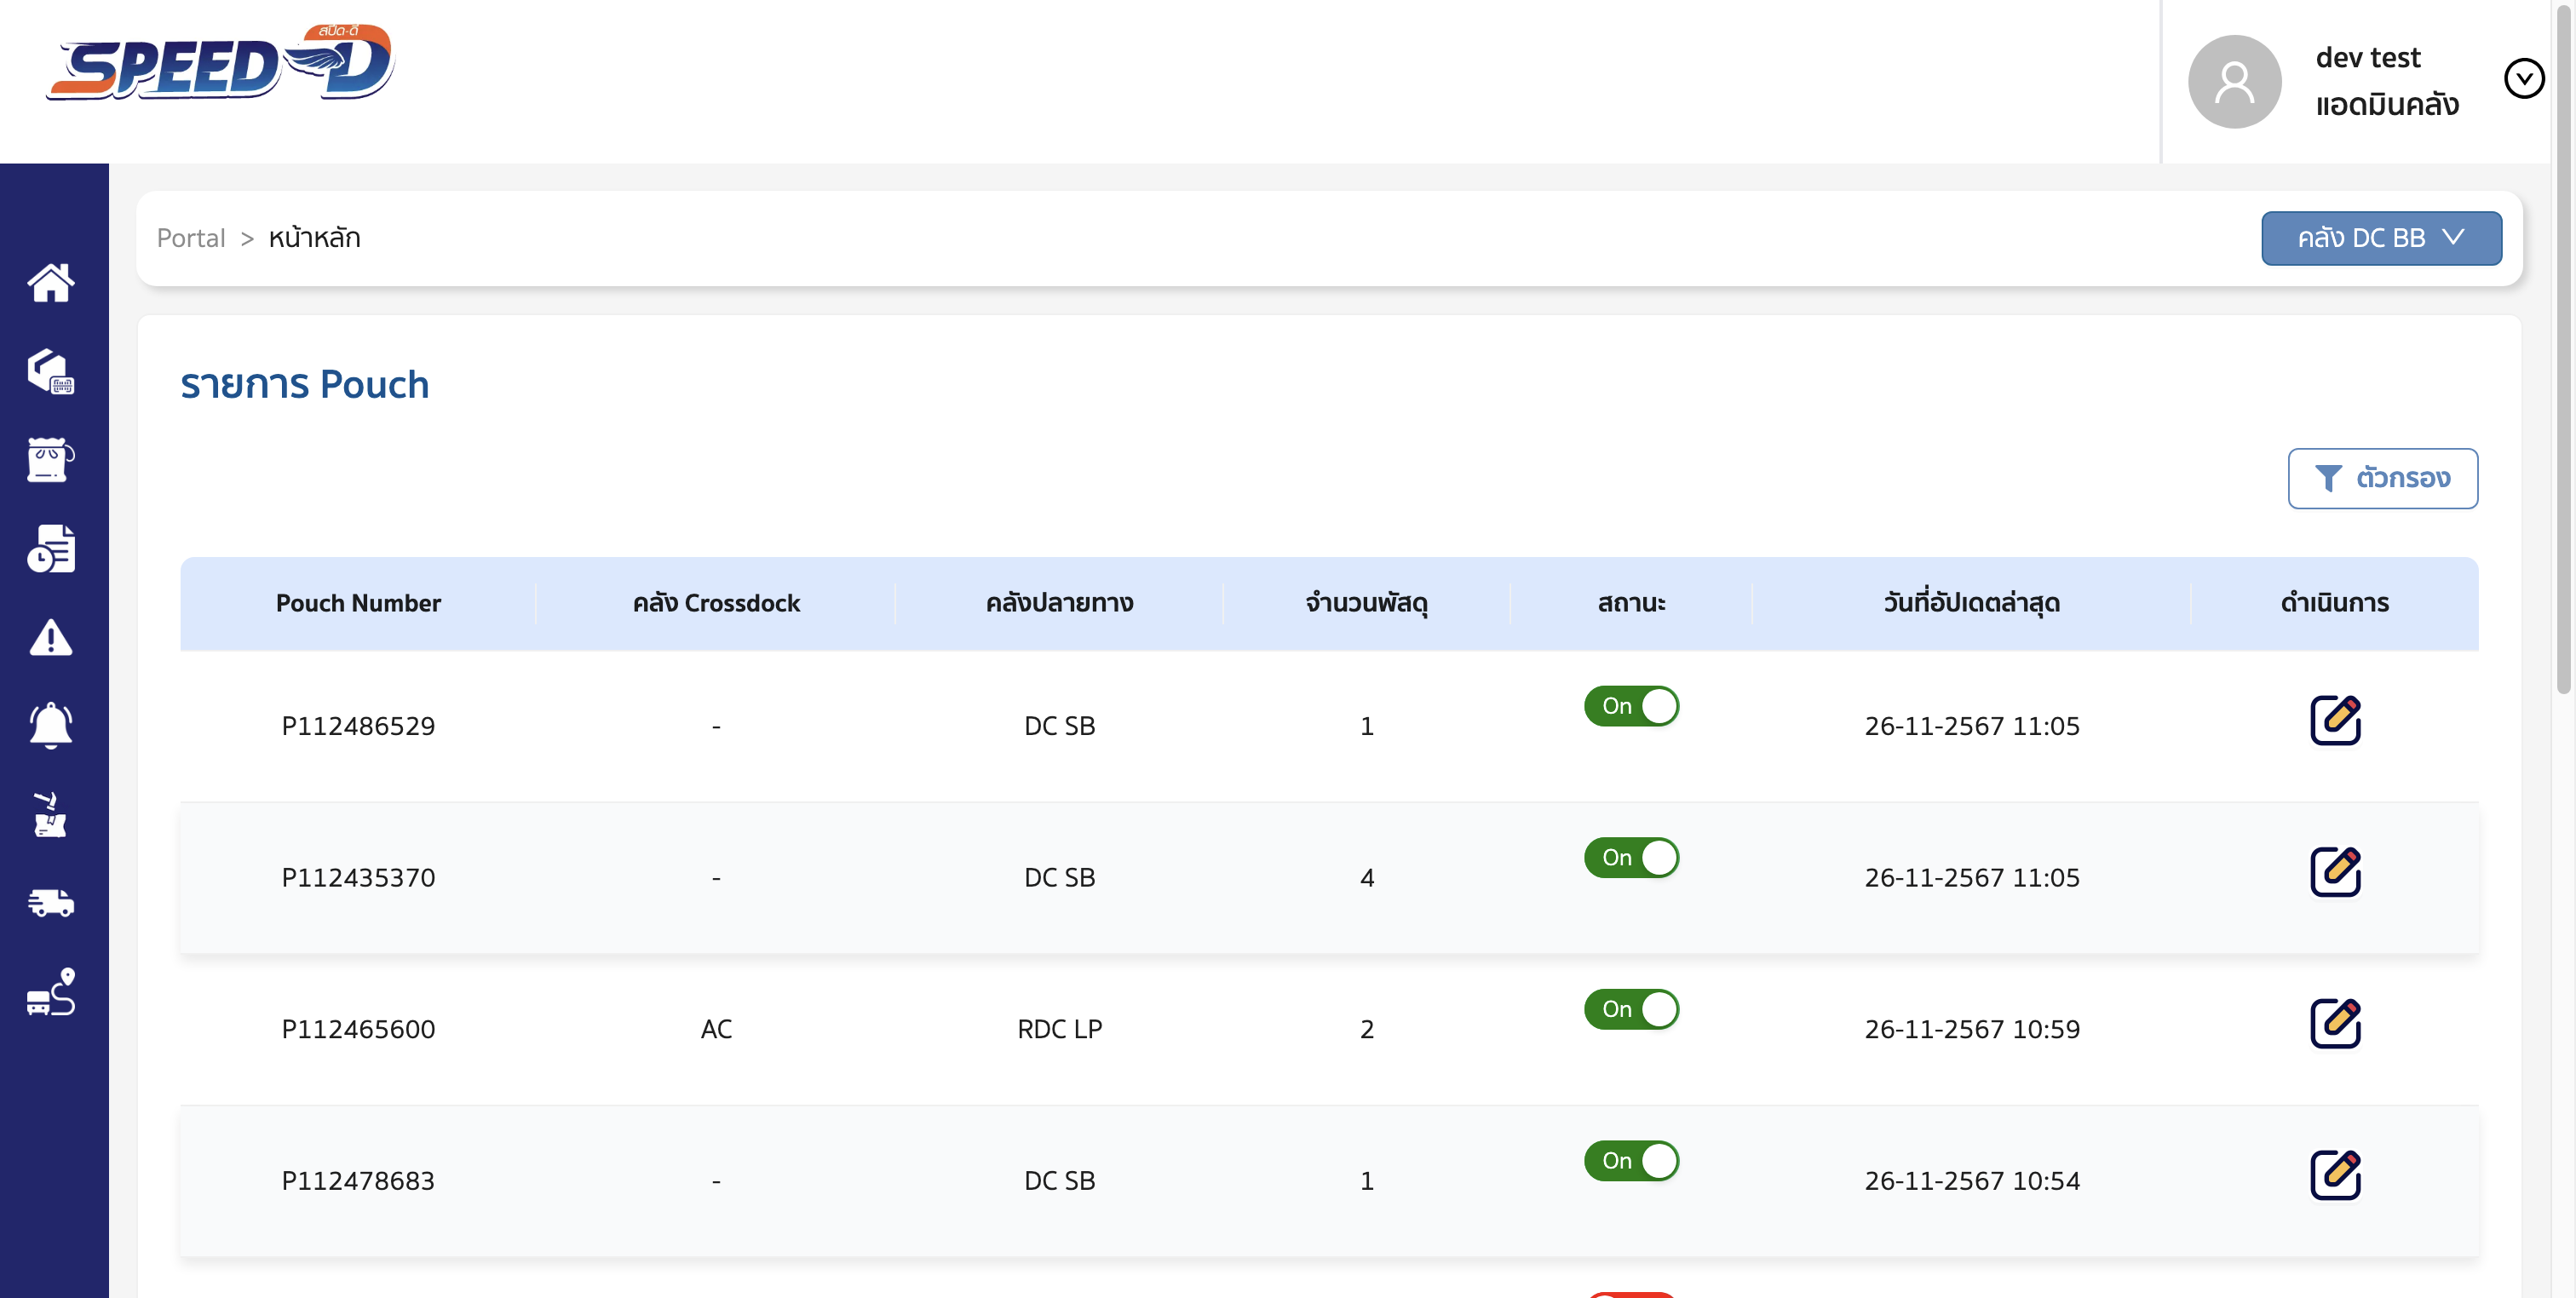 สปีด-ดี
SPEED-D
dev test
แอดมินคลัง
Portal > หน้าหลัก
คลัง DC BB
รายการ Pouch
ตัวกรอง
Pouch Number คลัง Crossdock คลังปลายทาง จำนวนพัสดุ สถานะ วันที่อัปเดตล่าสุด ดำเนินการ
P112486529 - DC SB 1 On 26-11-2567 11:05
P112435370 - DC SB 4 On 26-11-2567 11:05
P112465600 AC RDC LP 2 On 26-11-2567 10:59
P112478683 - DC SB 1 On 26-11-2567 10:54